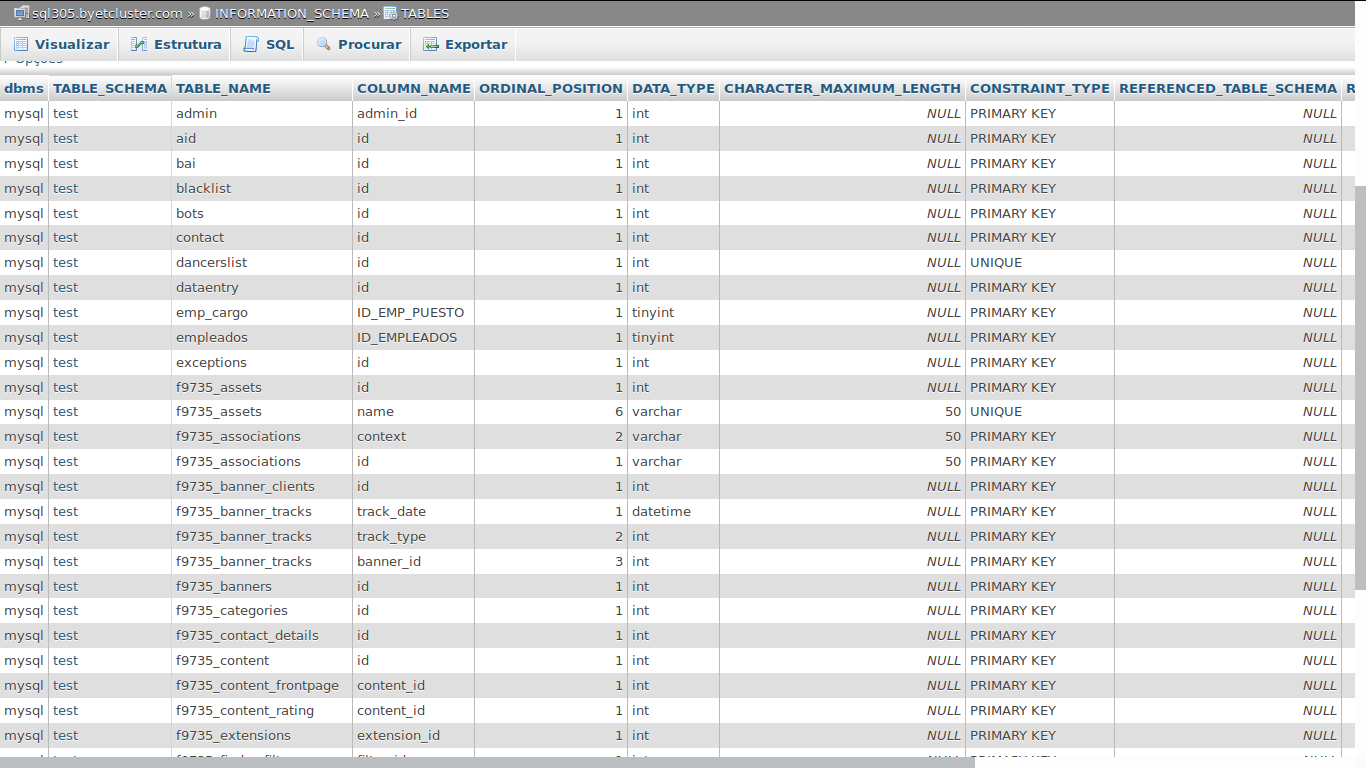 sql305.byetcluster.com » INFORMATION_SCHEMA » TABLES
Visualizar Estrutura SQL Procurar Exportar
dbms TABLE_SCHEMA TABLE_NAME COLUMN_NAME ORDINAL_POSITION DATA_TYPE CHARACTER_MAXIMUM_LENGTH CONSTRAINT_TYPE REFERENCED_TABLE_SCHEMA R
mysql test admin admin_id 1 int NULL PRIMARY KEY NULL
mysql test aid id 1 int NULL PRIMARY KEY NULL
mysql test bai id 1 int NULL PRIMARY KEY NULL
mysql test blacklist id 1 int NULL PRIMARY KEY NULL
mysql test bots id 1 int NULL PRIMARY KEY NULL
mysql test contact id 1 int NULL PRIMARY KEY NULL
mysql test dancerslist id 1 int NULL UNIQUE NULL
mysql test dataentry id 1 int NULL PRIMARY KEY NULL
mysql test emp_cargo ID_EMP_PUESTO 1 tinyint NULL PRIMARY KEY NULL
mysql test empleados ID_EMPLEADOS 1 tinyint NULL PRIMARY KEY NULL
mysql test exceptions id 1 int NULL PRIMARY KEY NULL
mysql test f9735_assets id 1 int NULL PRIMARY KEY NULL
mysql test f9735_assets name 6 varchar 50 UNIQUE NULL
mysql test f9735_associations context 2 varchar 50 PRIMARY KEY NULL
mysql test f9735_associations id 1 varchar 50 PRIMARY KEY NULL
mysql test f9735_banner_clients id 1 int NULL PRIMARY KEY NULL
mysql test f9735_banner_tracks track_date 1 datetime NULL PRIMARY KEY NULL
mysql test f9735_banner_tracks track_type 2 int NULL PRIMARY KEY NULL
mysql test f9735_banner_tracks banner_id 3 int NULL PRIMARY KEY NULL
mysql test f9735_banners id 1 int NULL PRIMARY KEY NULL
mysql test f9735_categories id 1 int NULL PRIMARY KEY NULL
mysql test f9735_contact_details id 1 int NULL PRIMARY KEY NULL
mysql test f9735_content id 1 int NULL PRIMARY KEY NULL
mysql test f9735_content_frontpage content_id 1 int NULL PRIMARY KEY NULL
mysql test f9735_content_rating content_id 1 int NULL PRIMARY KEY NULL
mysql test f9735_extensions extension_id 1 int NULL PRIMARY KEY NULL